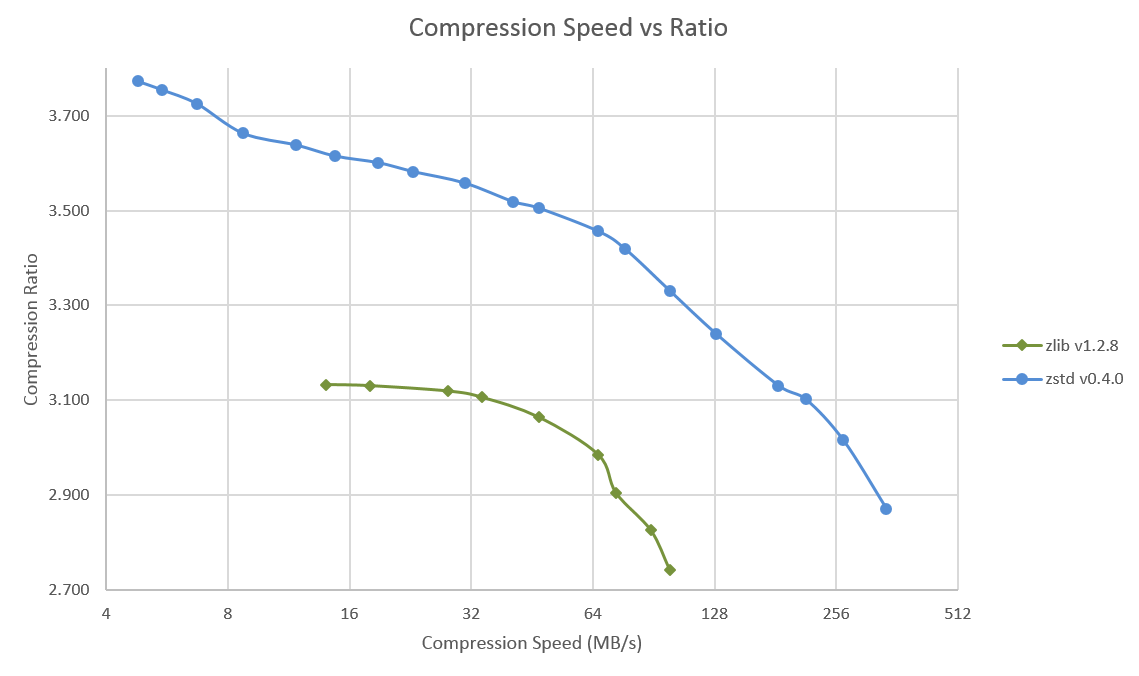 Compression Speed vs Ratio
3.700
3.500
3.300
3.100
2.900
2.700
Compression Ratio
4 8 16 32 64 128 256 512
Compression Speed (MB/s)
zlib v1.2.8
zstd v0.4.0